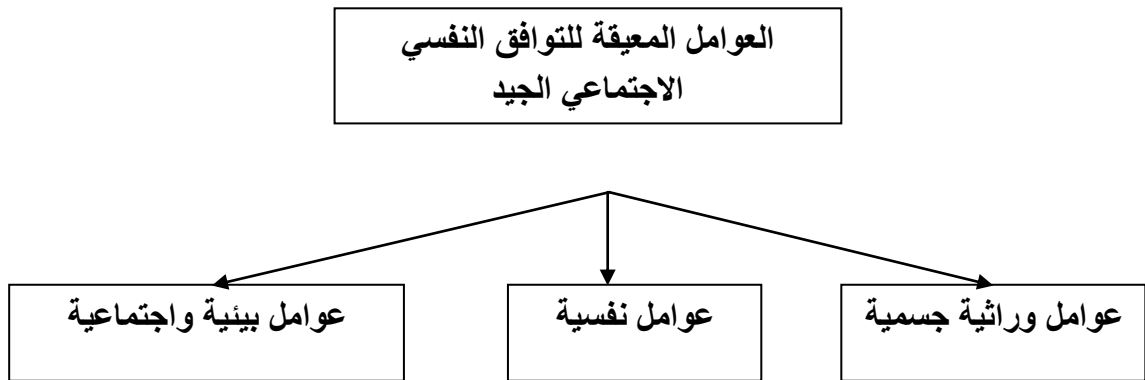 العوامل المعيقة للتوافق النفسي
الاجتماعي الجيد
عوامل وراثية جسمية
عوامل نفسية
عوامل بيئية واجتماعية